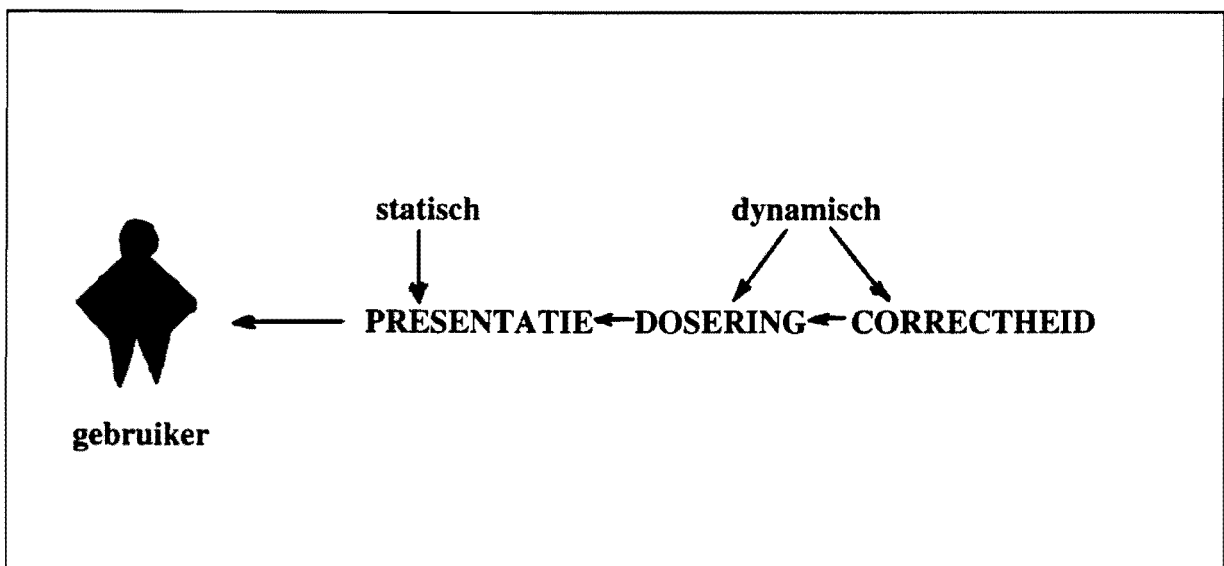 statisch dynamisch
PRESENTATIE DOSERING CORRECTHEID
gebruiker